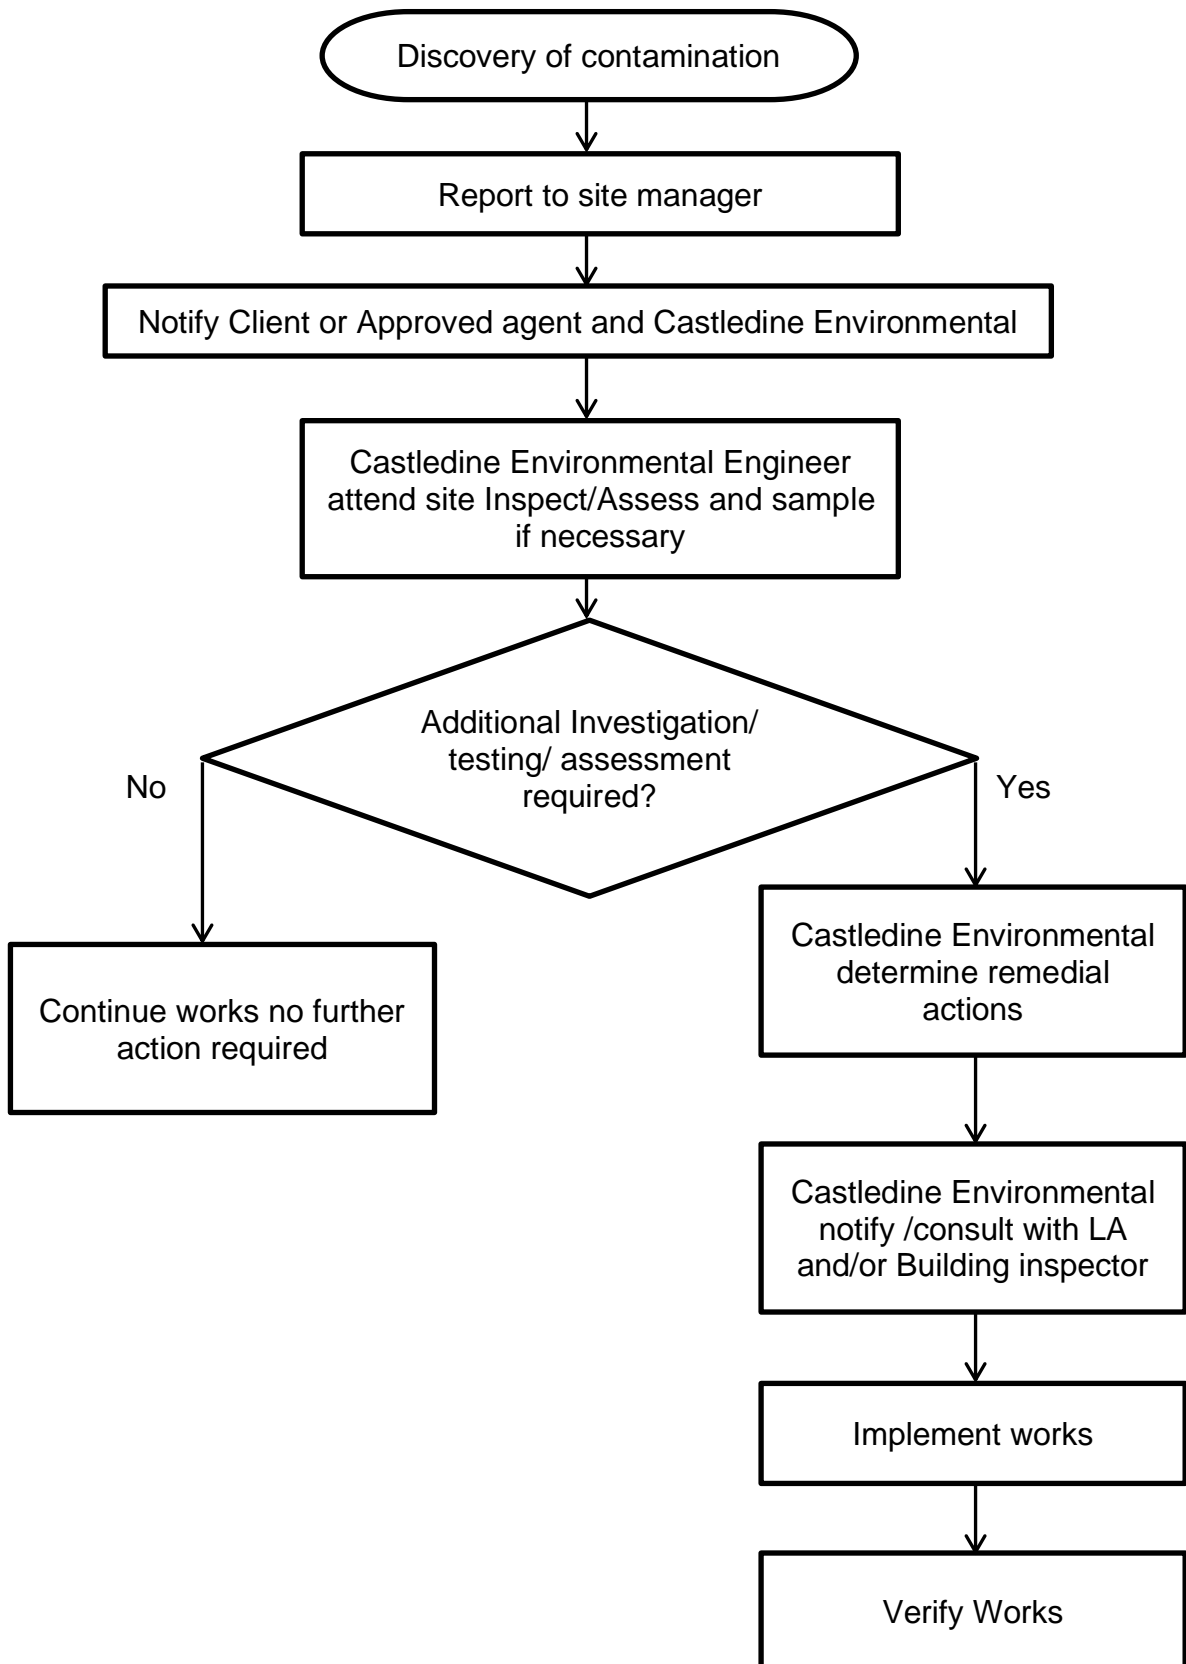 Discovery of contamination
Report to site manager
Notify Client or Approved agent and Castledine Environmental
Castledine Environmental Engineer
attend site Inspect/Assess and sample
if necessary
Additional Investigation/
testing/ assessment
required?
No
Yes
Continue works no further
action required
Castledine Environmental
determine remedial
actions
Castledine Environmental
notify /consult with LA
and/or Building inspector
Implement works
Verify Works